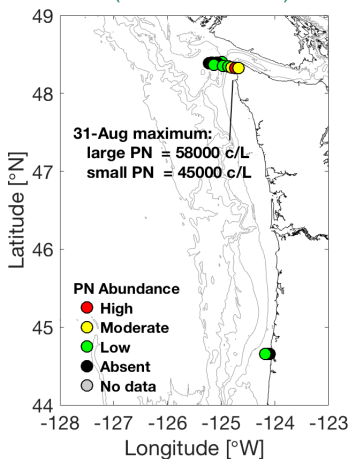 49
48
47
46
45
44
-128
-127
-126
-125
-124
-123
Latitude [°N]
Longitude [°W]
31-Aug maximum:
large PN = 58000 c/L
small PN = 45000 c/L
PN Abundance
High
Moderate
Low
Absent
No data